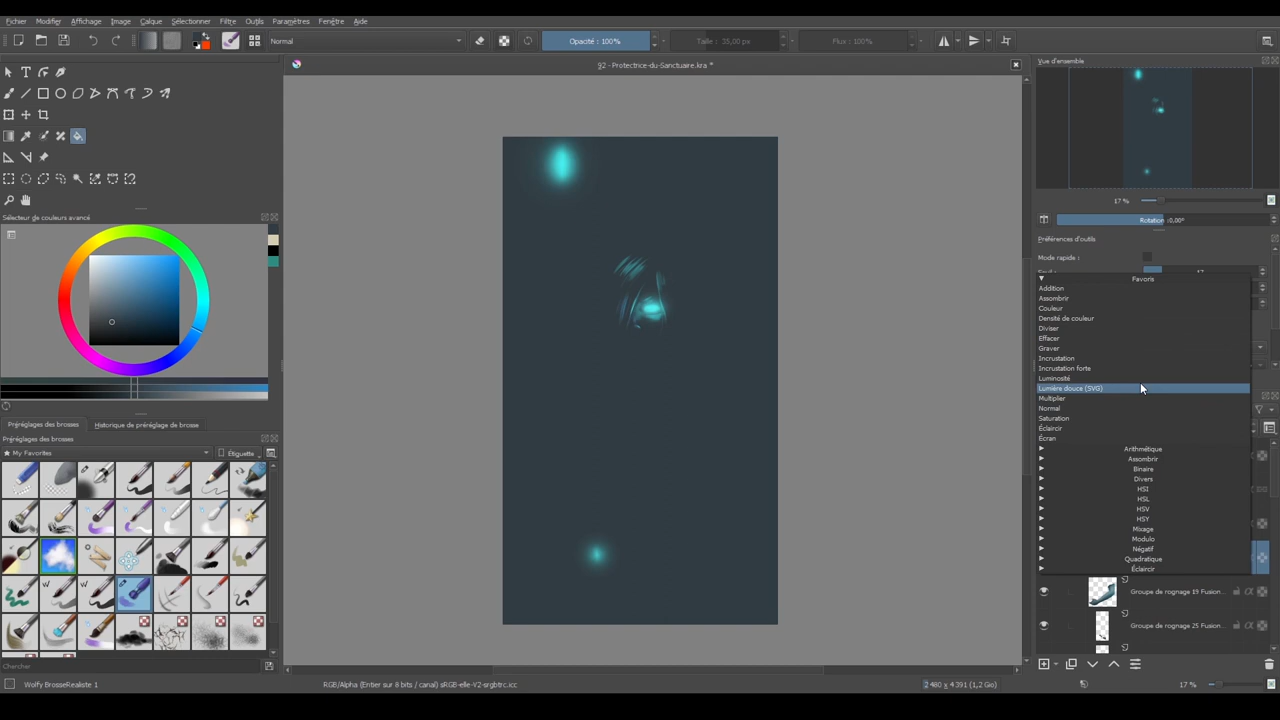 Fichier Modifier Affichage Image Calque Sélectionner Filtre Outils Paramètres Fenêtre Aide
Normal Opacité : 100% Taille : 35,00 px Flux : 100%
92 - Protectrice-du-Sanctuaire.kra *
Vue d'ensemble
17 %
Rotation : 0,00°
Préférences d'outils
Mode rapide :
Favoris
Addition
Assombrir
Couleur
Densité de couleur
Diviser
Effacer
Graver
Incrustation
Incrustation forte
Luminosité
Lumière douce (SVG)
Multiplier
Normal
Saturation
Éclaircir
Écran
Arithmétique
Assombrir
Binaire
Divers
HSI
HSL
HSV
HSY
Mixage
Modulo
Négatif
Quadratique
Éclaircir
Groupe de rognage 19 Fusion...
Groupe de rognage 25 Fusion...
Sélecteur de couleurs avancé
Préréglages des brosses Historique de préréglage de brosse
Préréglages des brosses
My Favorites Étiquette
Chercher
Wolfy BrosseRealiste 1 RGB/Alpha (Entier sur 8 bits / canal) sRGB-elle-V2-srgbtrc.icc 2 480 x 4 391 (1,2 Gio) 17 %